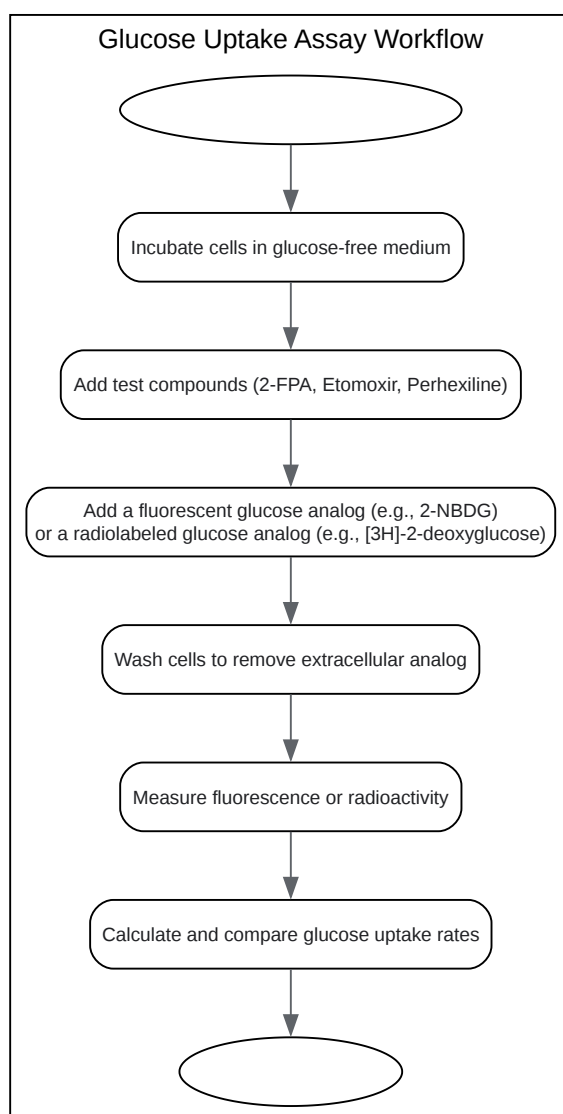 Glucose Uptake Assay Workflow
Incubate cells in glucose-free medium
Add test compounds (2-FPA, Etomoxir, Perhexiline)
Add a fluorescent glucose analog (e.g., 2-NBDG)
or a radiolabeled glucose analog (e.g., [3H]-2-deoxyglucose)
Wash cells to remove extracellular analog
Measure fluorescence or radioactivity
Calculate and compare glucose uptake rates